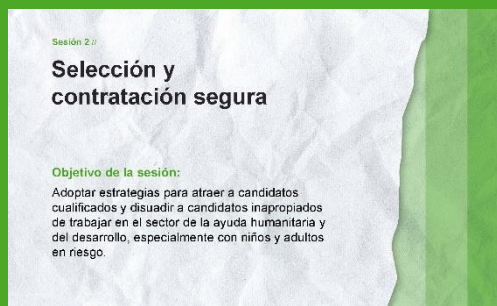 Sesión 2 //
Selección y
contratación segura
Objetivo de la sesión:
Adoptar estrategias para atraer a candidatos
cualificados y disuadir a candidatos inapropiados
de trabajar en el sector de la ayuda humanitaria y
del desarrollo, especialmente con niños y adultos
en riesgo.